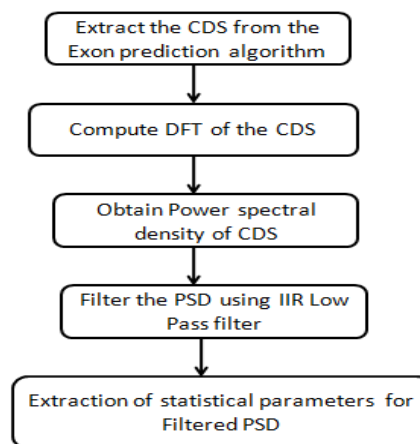 Extract the CDS from the
Exon prediction algorithm
Compute DFT of the CDS
Obtain Power spectral
density of CDS
Filter the PSD using IIR Low
Pass filter
Extraction of statistical parameters for
Filtered PSD